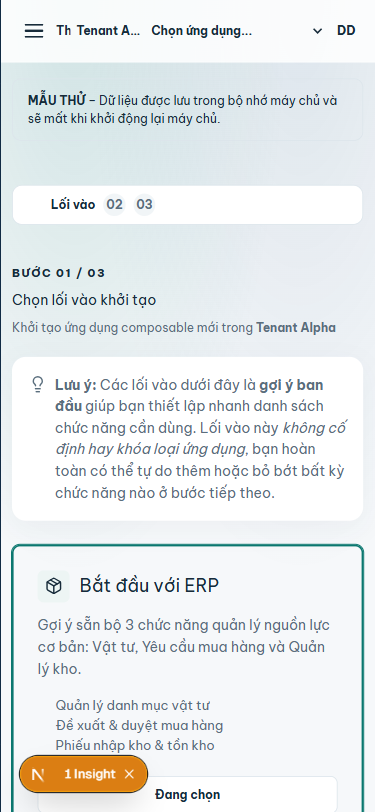 Th Tenant A... Chọn ứng dụng... DD
MẪU THỬ – Dữ liệu được lưu trong bộ nhớ máy chủ và
sẽ mất khi khởi động lại máy chủ.
Lối vào 02 03
BƯỚC 01 / 03
Chọn lối vào khởi tạo
Khởi tạo ứng dụng composable mới trong Tenant Alpha
Lưu ý: Các lối vào dưới đây là gợi ý ban
đầu giúp bạn thiết lập nhanh danh sách
chức năng cần dùng. Lối vào này không cố
định hay khóa loại ứng dụng, bạn hoàn
toàn có thể tự do thêm hoặc bỏ bớt bất kỳ
chức năng nào ở bước tiếp theo.
Bắt đầu với ERP
Gợi ý sẵn bộ 3 chức năng quản lý nguồn lực
cơ bản: Vật tư, Yêu cầu mua hàng và Quản
lý kho.
Quản lý danh mục vật tư
Đề xuất & duyệt mua hàng
Phiếu nhập kho & tồn kho
N 1 Insight
Đang chọn